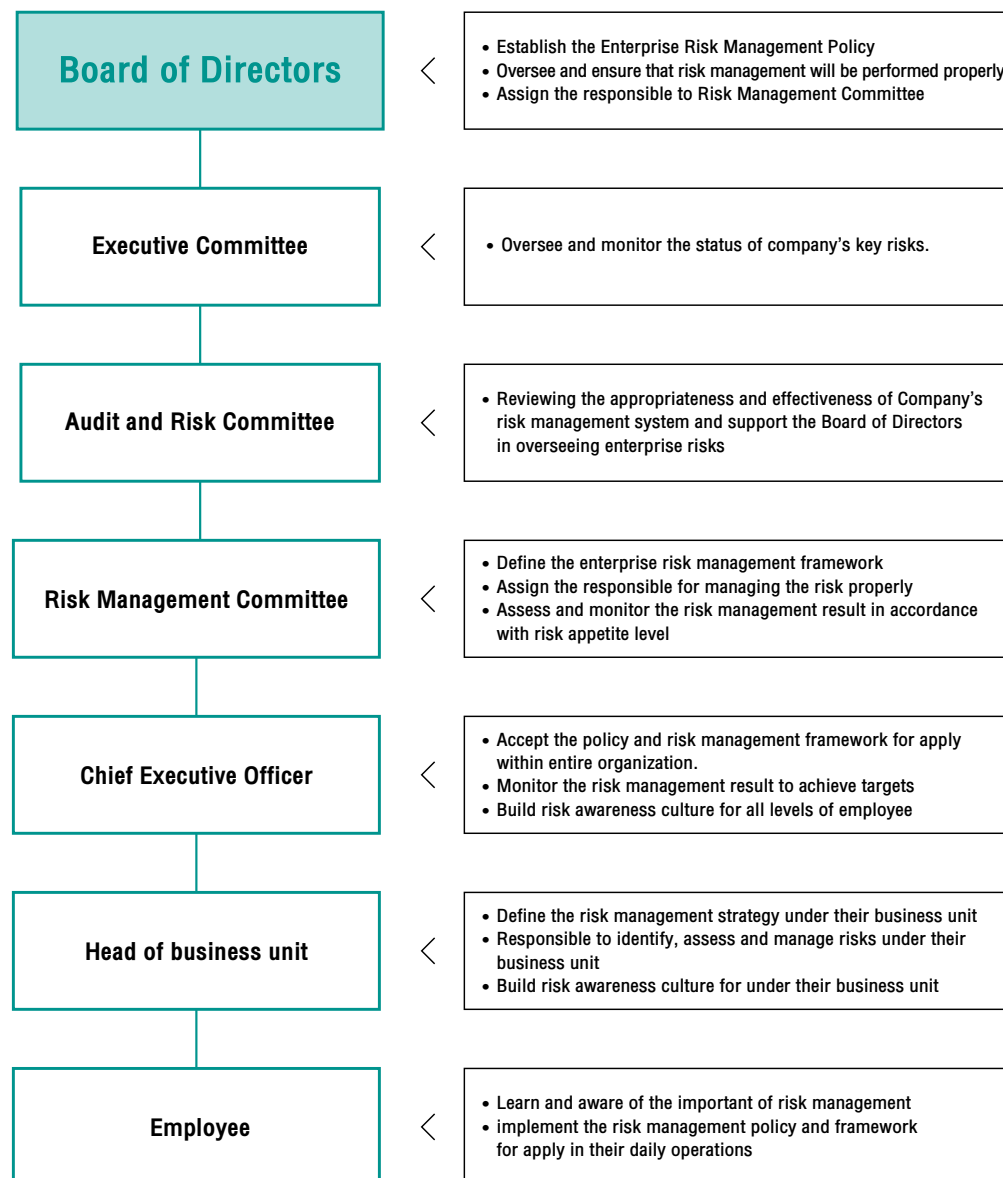 Board of Directors
• Establish the Enterprise Risk Management Policy
• Oversee and ensure that risk management will be performed properly
• Assign the responsible to Risk Management Committee
Executive Committee
• Oversee and monitor the status of company's key risks.
Audit and Risk Committee
• Reviewing the appropriateness and effectiveness of Company's
risk management system and support the Board of Directors
in overseeing enterprise risks
Risk Management Committee
• Define the enterprise risk management framework
• Assign the responsible for managing the risk properly
• Assess and monitor the risk management result in accordance
with risk appetite level
Chief Executive Officer
• Accept the policy and risk management framework for apply
within entire organization.
• Monitor the risk management result to achieve targets
• Build risk awareness culture for all levels of employee
Head of business unit
• Define the risk management strategy under their business unit
• Responsible to identify, assess and manage risks under their
business unit
• Build risk awareness culture for under their business unit
Employee
• Learn and aware of the important of risk management
• implement the risk management policy and framework
for apply in their daily operations